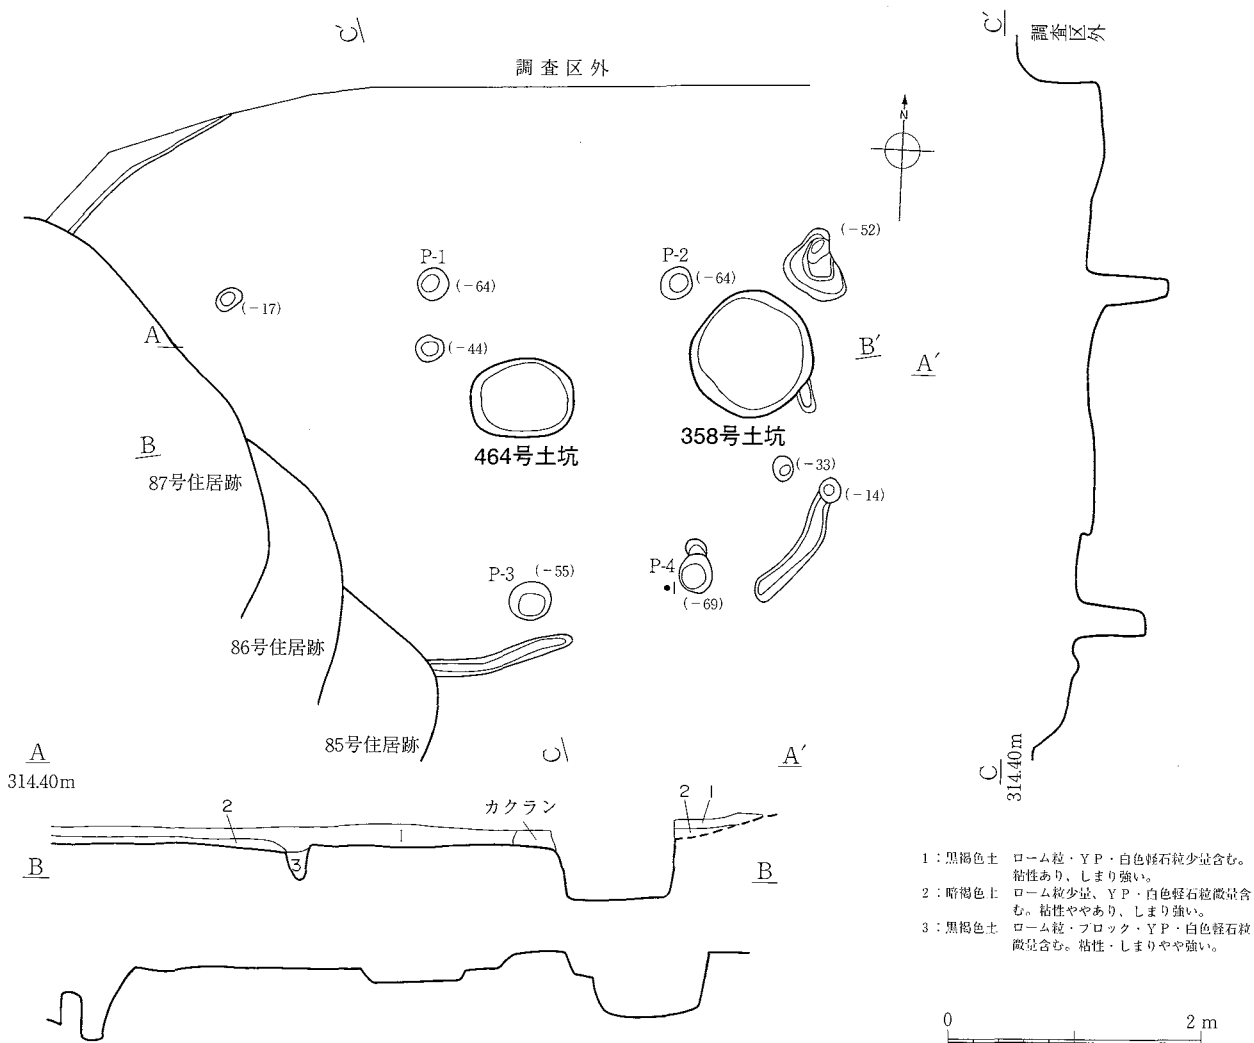 C′
調査区外
C′
調査区外
N
(-52)
P-1
(-64)
P-2
(-64)
(-17)
A
(-44)
B′
A′
464号土坑
358号土坑
B
87号住居跡
(-33)
(-14)
P-3
(-55)
P-4
(-69)
86号住居跡
85号住居跡
A
314.40m
C
A′
C
314.40m
2
カクラン
2
1
1
3
B
B
1：黒褐色土 ローム粒・YP・白色軽石粒少量含む。
粘性あり、しまり強い。
2：暗褐色土 ローム粒少量、YP・白色軽石粒微量含
む。粘性ややあり、しまり強い。
3：黒褐色土 ローム粒・ブロック・YP・白色軽石粒
微量含む。粘性・しまりやや強い。
0
2 m